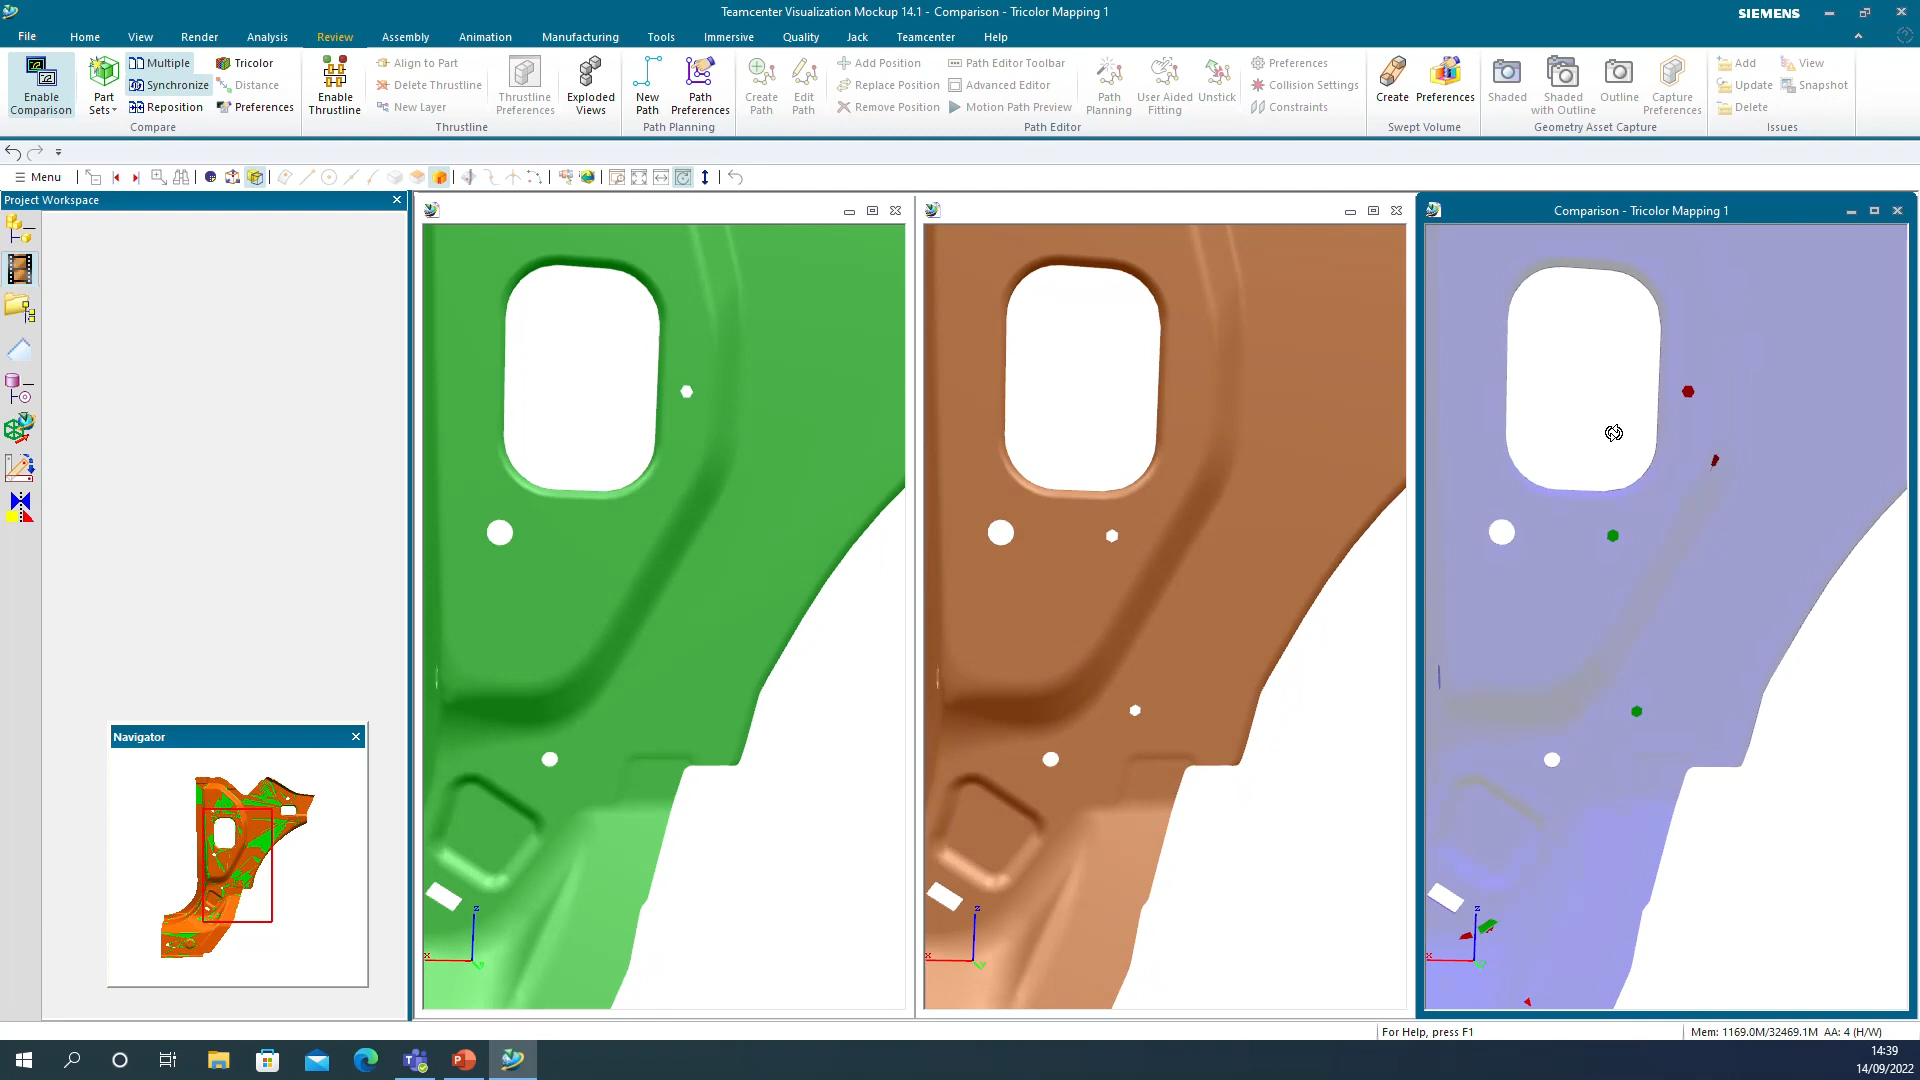 Teamcenter Visualization Mockup 14.1 - Comparison - Tricolor Mapping 1
SIEMENS
File Home View Render Analysis Review Assembly Animation Manufacturing Tools Immersive Quality Jack Teamcenter Help
Enable Comparison
Part Sets
Multiple
Synchronize
Reposition
Tricolor
Distance
Preferences
Compare
Enable Thrustline
Align to Part
Delete Thrustline
New Layer
Thrustline Preferences
Exploded Views
Thrustline
New Path
Path Preferences
Path Planning
Create Path
Edit Path
Add Position
Replace Position
Remove Position
Path Editor Toolbar
Advanced Editor
Motion Path Preview
Path Planning
User Aided Fitting
Unstick
Preferences
Collision Settings
Constraints
Path Editor
Create
Preferences
Swept Volume
Shaded
Shaded with Outline
Outline
Capture Preferences
Geometry Asset Capture
Add
Update
Delete
View
Snapshot
Issues
Menu
Project Workspace
Comparison - Tricolor Mapping 1
Navigator
Z
X
Y
Z
X
Y
Z
X
For Help, press F1
Mem: 1169.0M/32469.1M AA: 4 (H/W)
14:39
14/09/2022